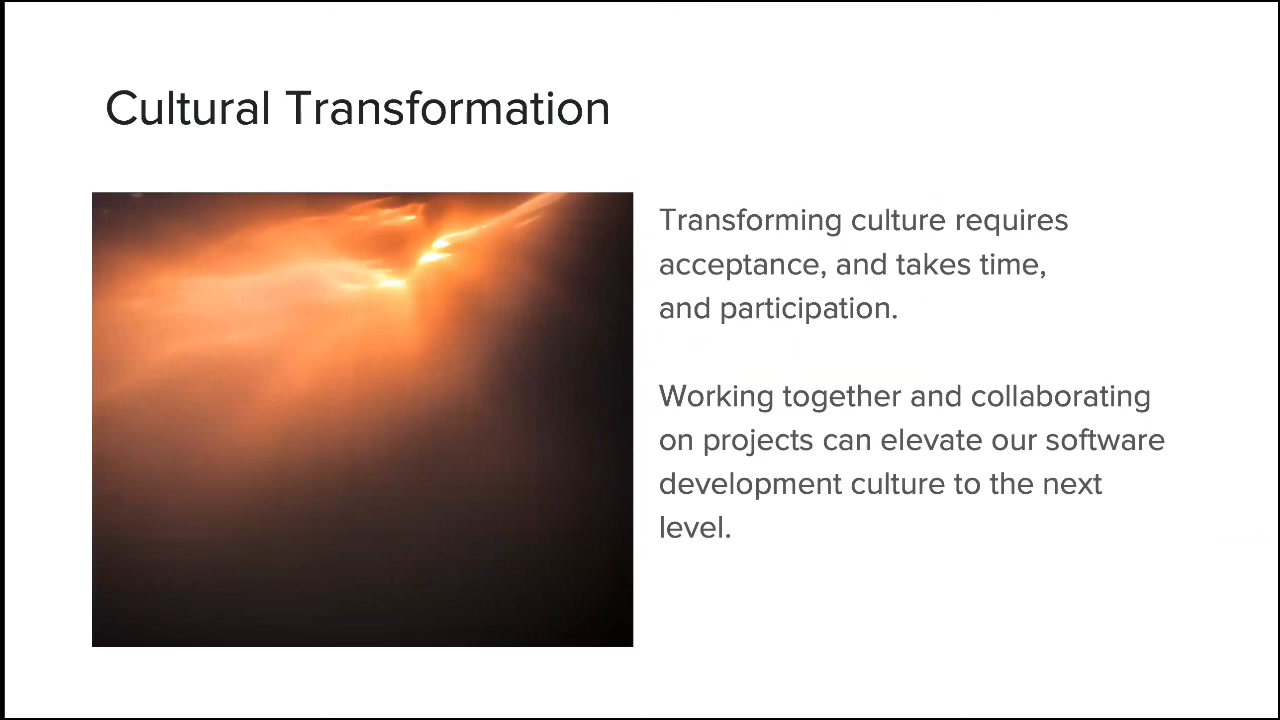 Cultural Transformation
Transforming culture requires
acceptance, and takes time,
and participation.
Working together and collaborating
on projects can elevate our software
development culture to the next
level.